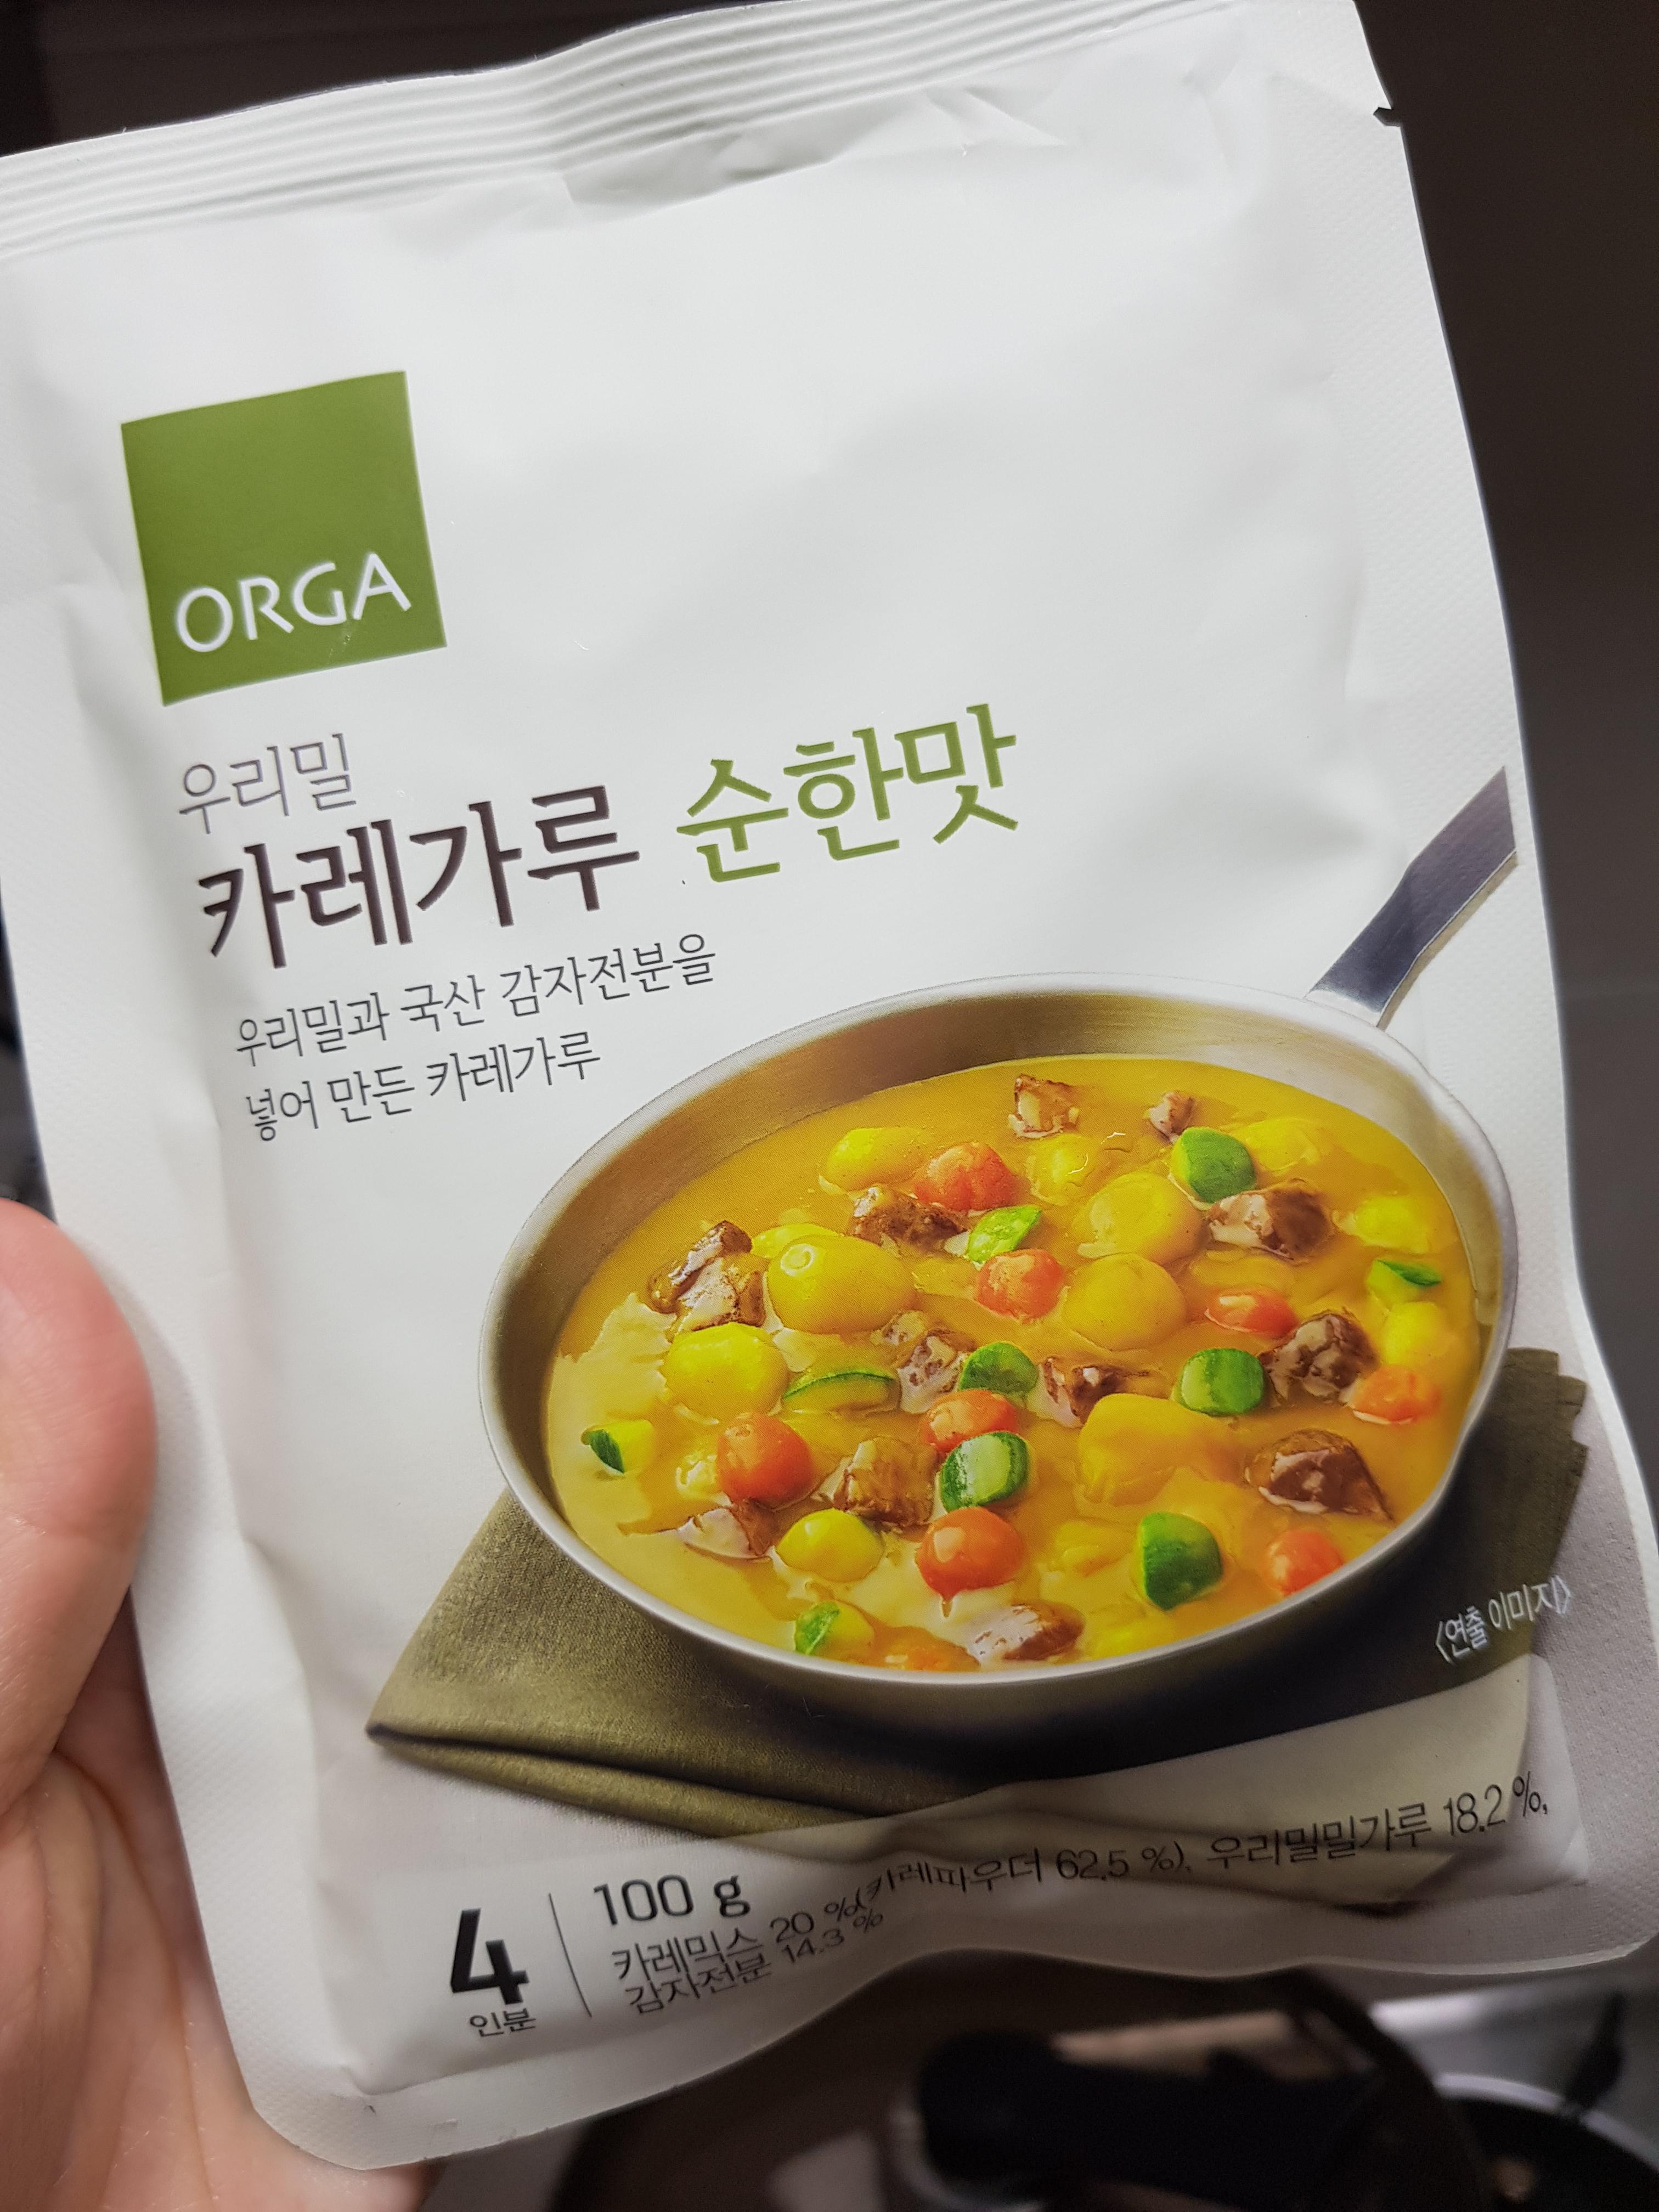 ORGA
우리밀
카레가루 순한맛
우리밀과 국산 감자전분을
넣어 만든 카레가루
〈연출 이미지〉
4
인분
100 g
카레믹스 20 %(카레파우더 62.5 %), 우리밀밀가루 18.2 %,
감자전분 14.3 %